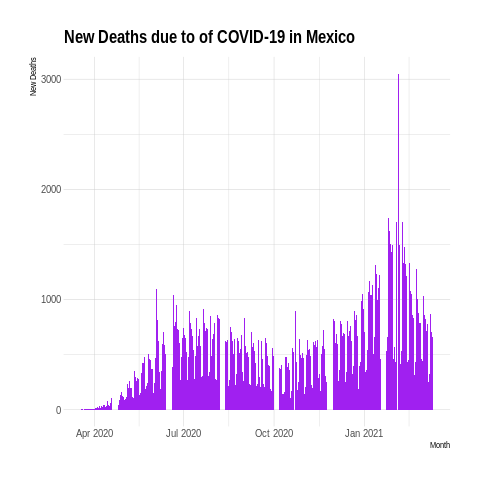 New Deaths due to of COVID-19 in Mexico
New Deaths
3000
2000
1000
0
Apr 2020 Jul 2020 Oct 2020 Jan 2021
Month